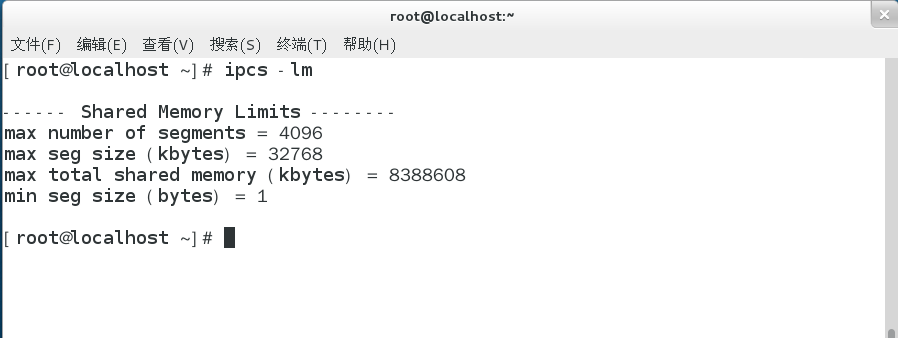 root@localhost:~
文件(F) 编辑(E) 查看(V) 搜索(S) 终端(T) 帮助(H)
[root@localhost ~]# ipcs -lm
------ Shared Memory Limits --------
max number of segments = 4096
max seg size (kbytes) = 32768
max total shared memory (kbytes) = 8388608
min seg size (bytes) = 1
[root@localhost ~]#